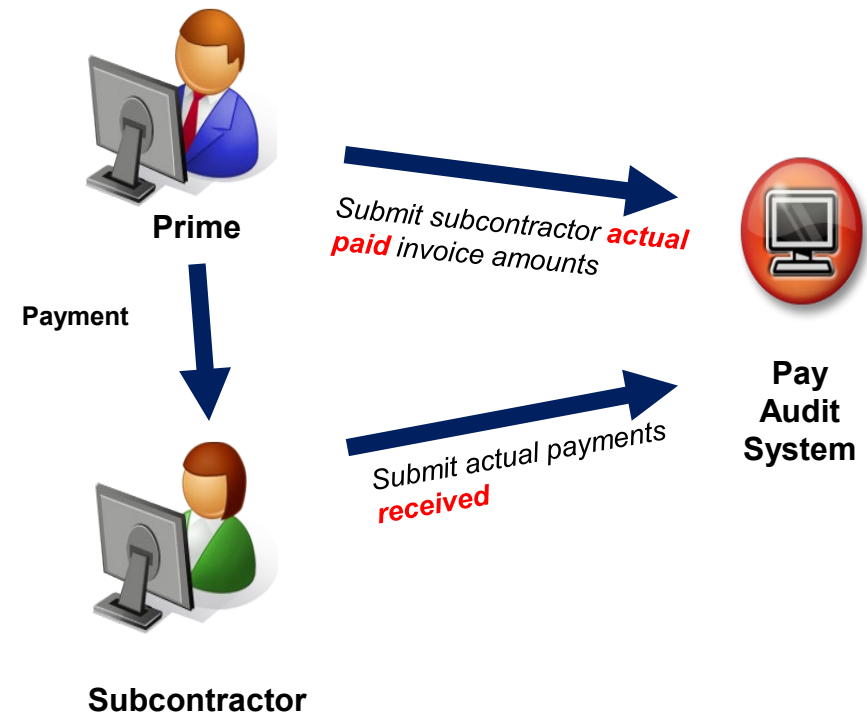 Prime
Submit subcontractor actual
paid invoice amounts
Payment
Pay
Audit
System
Submit actual payments
received
Subcontractor